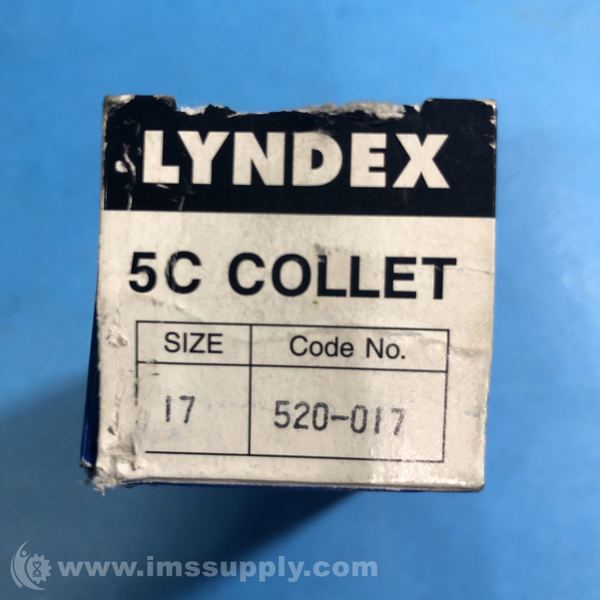 LYNDEX
5C COLLET
SIZE Code No.
17 520-017
www.imssupply.com